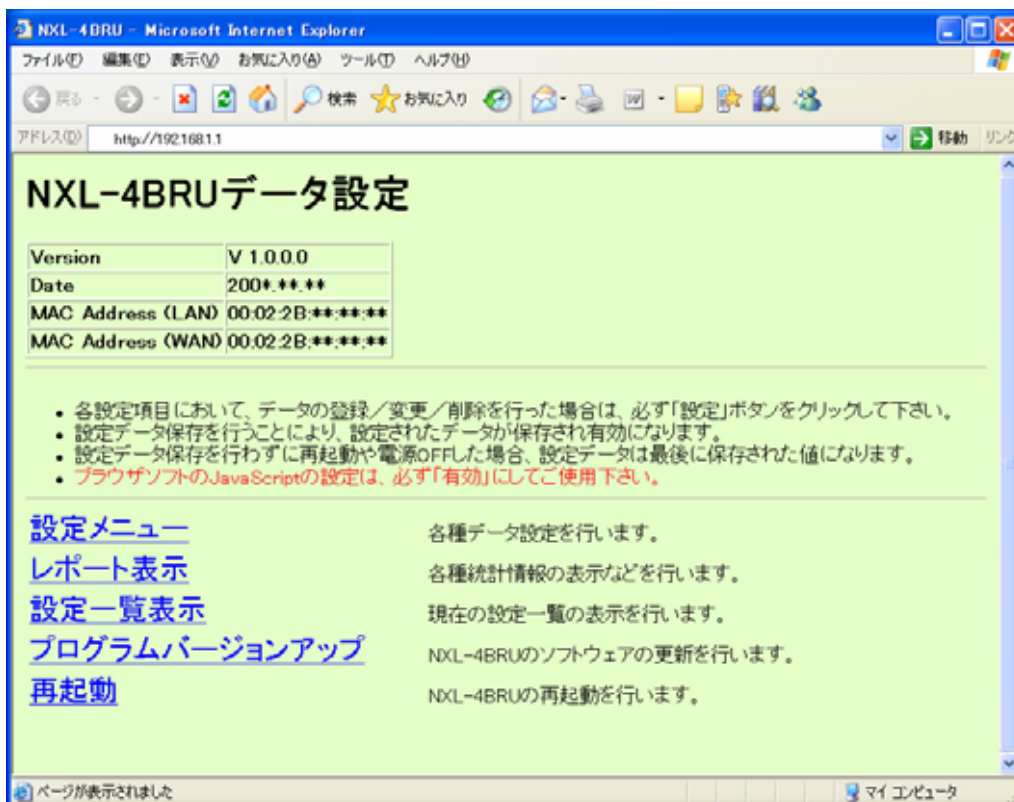 NXL-4BRU - Microsoft Internet Explorer
ファイル(F) 編集(E) 表示(V) お気に入り(A) ツール(T) ヘルプ(H)
戻る 検索 お気に入り
アドレス(D) http://192.168.1.1 移動 リンク
NXL-4BRUデータ設定
Version V 1.0.0.0
Date 200*.**.**
MAC Address (LAN) 00:02:2B:**:**:**
MAC Address (WAN) 00:02:2B:**:**:**
• 各設定項目において、データの登録／変更／削除を行った場合は、必ず「設定」ボタンをクリックして下さい。
• 設定データ保存を行うことにより、設定されたデータが保存され有効になります。
• 設定データ保存を行わずに再起動や電源OFFした場合、設定データは最後に保存された値になります。
• ブラウザソフトのJavaScriptの設定は、必ず「有効」にしてご使用下さい。
設定メニュー 各種データ設定を行います。
レポート表示 各種統計情報の表示などを行います。
設定一覧表示 現在の設定一覧の表示を行います。
プログラムバージョンアップ NXL-4BRUのソフトウェアの更新を行います。
再起動 NXL-4BRUの再起動を行います。
ページが表示されました マイ コンピュータ